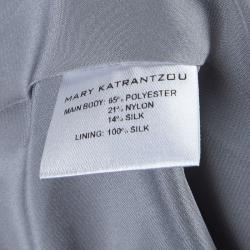 MARY KATRANTZOU
MAIN BODY: 65% POLYESTER
21% NYLON
14% SILK
LINING: 100% SILK